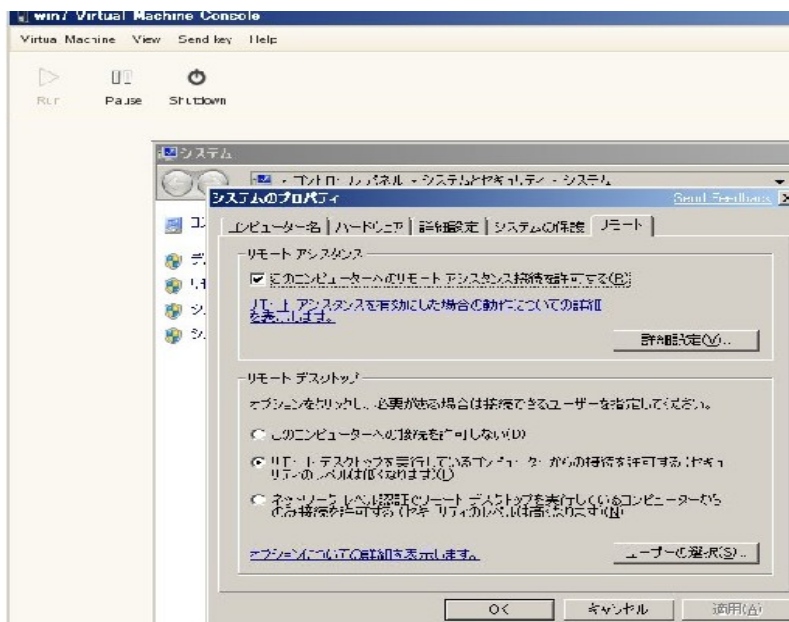 win7 Virtual Machine Console
Virtual Machine View Send key Help
Run Pause Shutdown
システム
コントロール パネル システムとセキュリティ システム
システムのプロパティ
Send Feedback
コンピューター名 ハードウェア 詳細設定 システムの保護 リモート
リモート アシスタンス
このコンピューターへのリモート アシスタンス接続を許可する(R)
リモート アシスタンスを有効にした場合の動作についての詳細
を表示します。
詳細設定(V)...
リモート デスクトップ
オプションをクリックし、必要がある場合は接続できるユーザーを指定してください。
このコンピューターへの接続を許可しない(D)
リモート デスクトップを実行しているコンピューターからの接続を許可する (セキュ
リティのレベルは低くなります)(L)
ネットワーク レベル認証でリモート デスクトップを実行しているコンピューターから
のみ接続を許可する (セキュリティのレベルは高くなります)(N)
オプションについての詳細を表示します。
ユーザーの選択(S)...
OK キャンセル 適用(A)